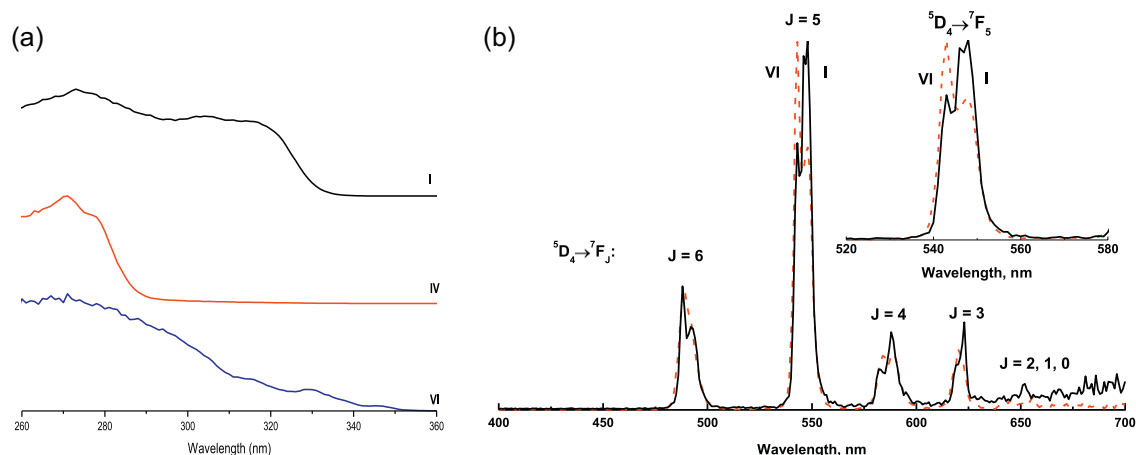 (a)
I
IV
VI
260 280 300 320 340 360
Wavelength (nm)
(b)
J = 5
VI I
⁵D₄→⁷F₅
VI I
520 540 560 580
Wavelength, nm
⁵D₄→⁷F_J:
J = 6
J = 4
J = 3
J = 2, 1, 0
400 450 500 550 600 650 700
Wavelength, nm